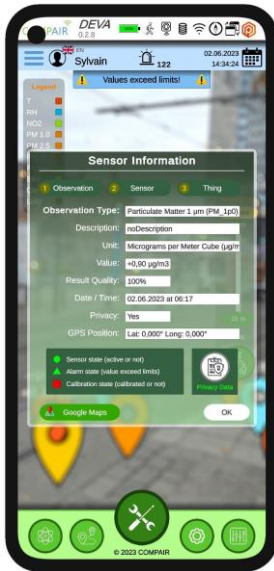 COMPAIR DEVA
0.2.8
EN
Sylvain
122
02.06.2023
14:34:24
Values exceed limits!
Legend
T
RH
NO2
PM 1.0
PM 2.5
Sensor Information
1 Observation 2 Sensor 3 Thing
Observation Type: Particulate Matter 1 µm (PM_1p0)
Description: noDescription
Unit: Micrograms per Meter Cube (µg/m
Value: +0,90 µg/m3
Result Quality: 100%
Date / Time: 02.06.2023 at 06:17
Privacy: Yes
GPS Position: Lat: 0,000° Long: 0,000°
Sensor state (active or not)
Alarm state (value exceed limits)
Calibration state (calibrated or not)
Privacy Data
Google Maps
OK
© 2023 COMPAIR